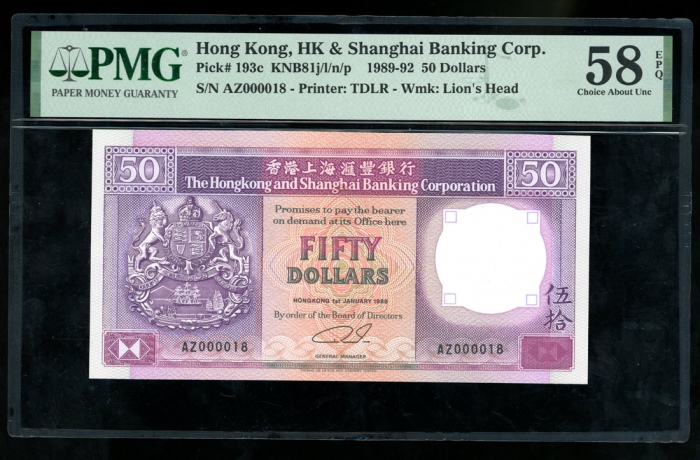 PMG
PAPER MONEY GUARANTY
Hong Kong, HK & Shanghai Banking Corp.
Pick# 193c KNB81j/l/n/p 1989-92 50 Dollars
S/N AZ000018 - Printer: TDLR - Wmk: Lion's Head
58
EPQ
Choice About Unc
50
香港上海滙豐銀行
50
The Hongkong and Shanghai Banking Corporation
Promises to pay the bearer
on demand at its Office here
FIFTY
DOLLARS
HONGKONG 1st JANUARY 1989
By order of the Board of Directors
伍拾
AZ000018
GENERAL MANAGER
AZ000018